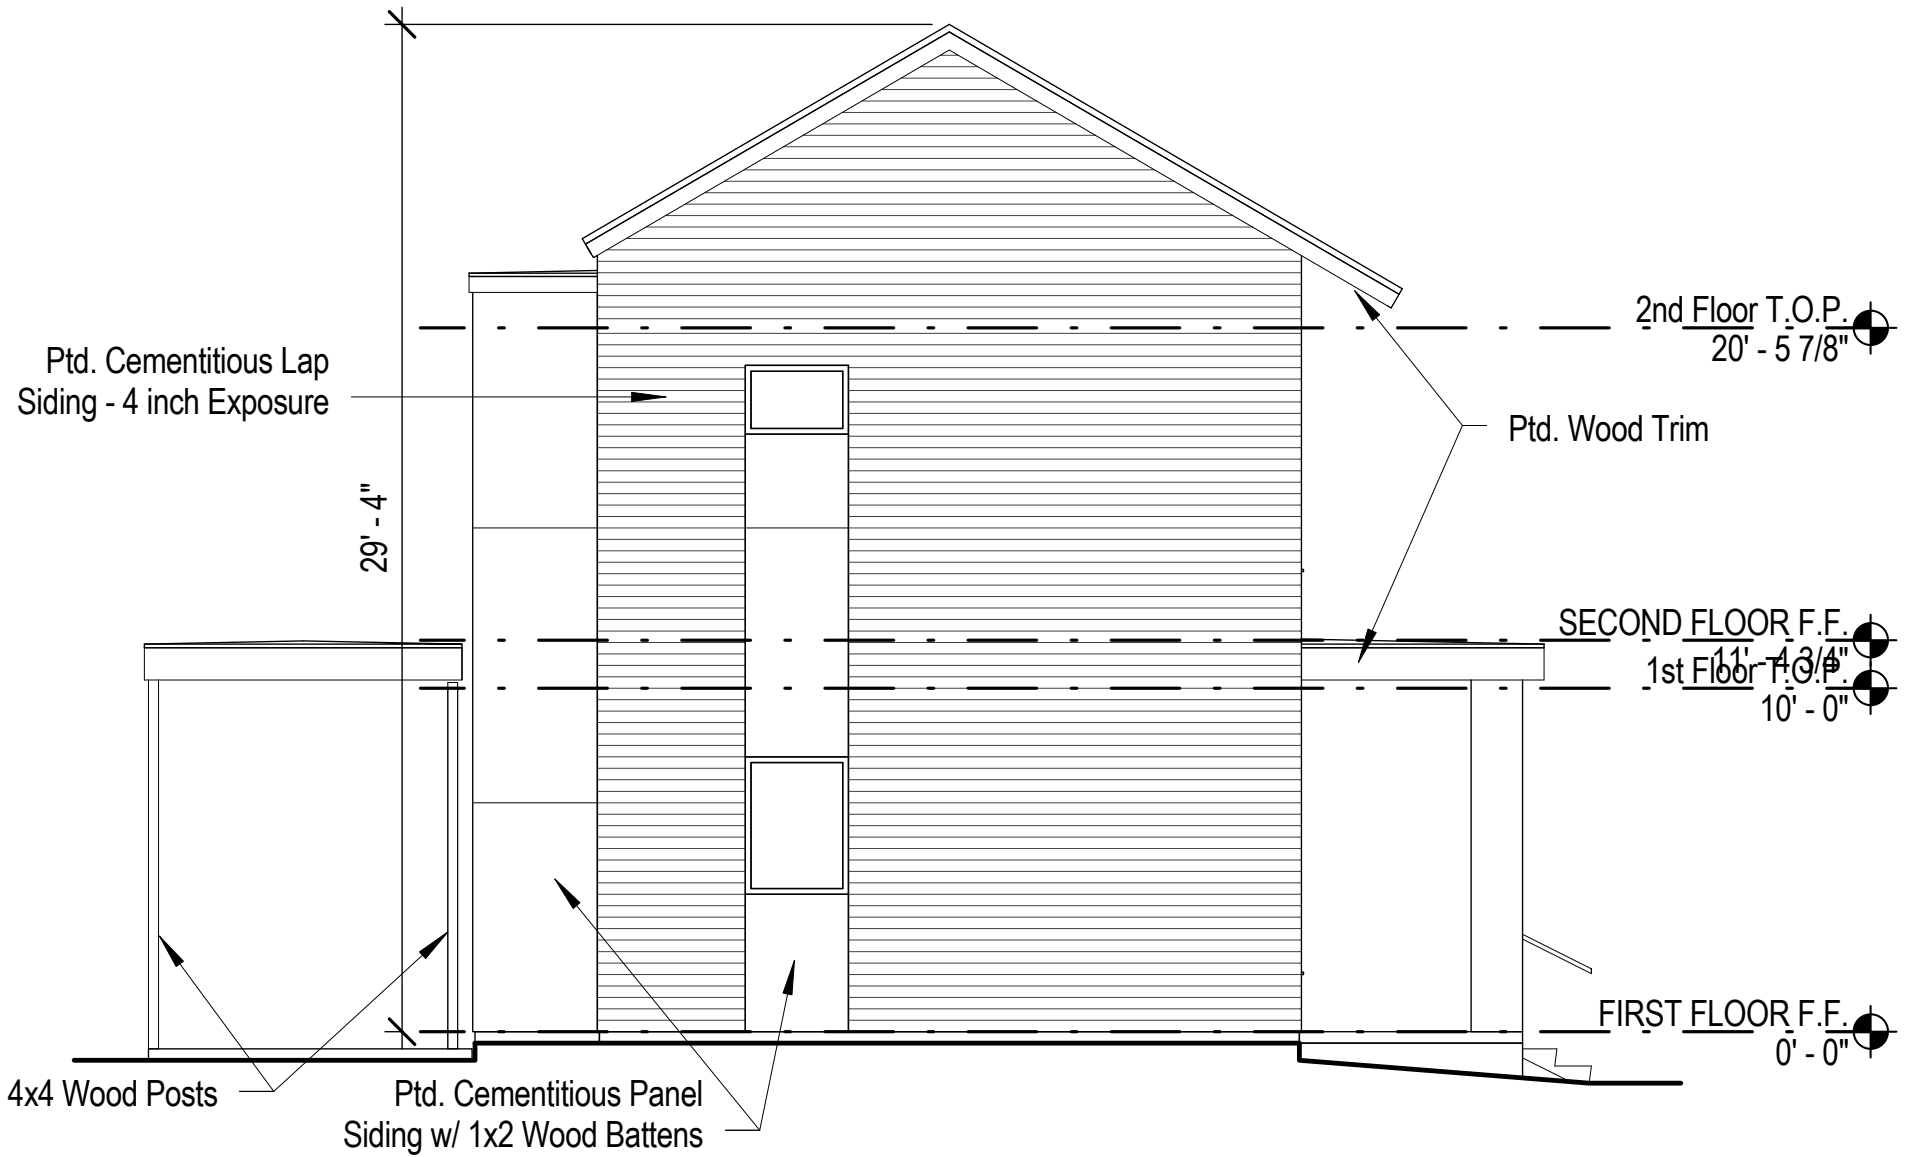 2nd Floor T.O.P.
20' - 5 7/8"
Ptd. Cementitious Lap
Siding - 4 inch Exposure
Ptd. Wood Trim
29' - 4"
SECOND FLOOR F.F.
11' - 4 3/4"
1st Floor T.O.P.
10' - 0"
FIRST FLOOR F.F.
0' - 0"
4x4 Wood Posts
Ptd. Cementitious Panel
Siding w/ 1x2 Wood Battens